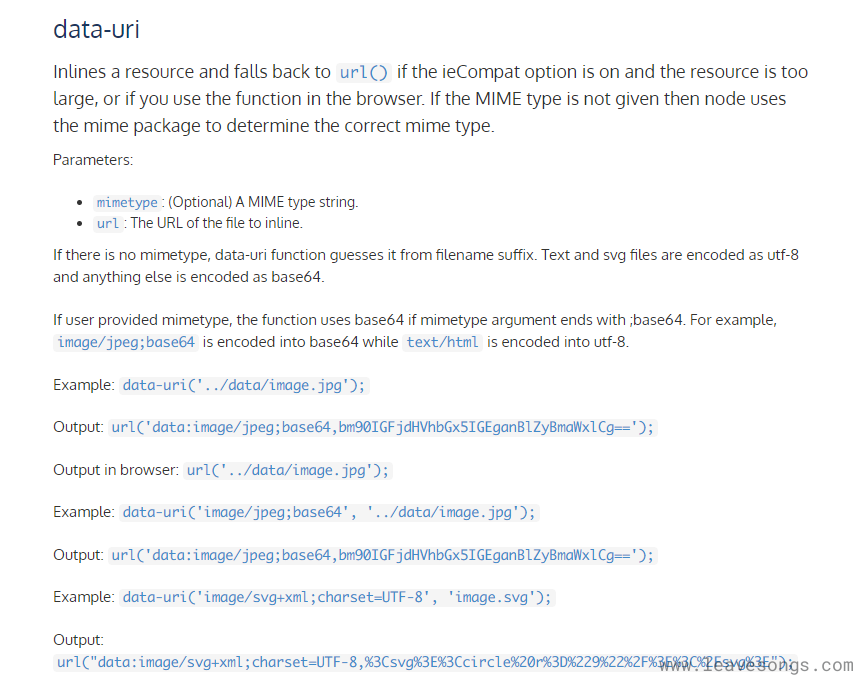 data-uri
Inlines a resource and falls back to url() if the ieCompat option is on and the resource is too
large, or if you use the function in the browser. If the MIME type is not given then node uses
the mime package to determine the correct mime type.
Parameters:
mimetype : (Optional) A MIME type string.
url : The URL of the file to inline.
If there is no mimetype, data-uri function guesses it from filename suffix. Text and svg files are encoded as utf-8
and anything else is encoded as base64.
If user provided mimetype, the function uses base64 if mimetype argument ends with ;base64. For example,
image/jpeg;base64 is encoded into base64 while text/html is encoded into utf-8.
Example: data-uri('../data/image.jpg');
Output: url('data:image/jpeg;base64,bm90IGFjdHVhbGx5IGEganBlZyBmaWxlCg==');
Output in browser: url('../data/image.jpg');
Example: data-uri('image/jpeg;base64', '../data/image.jpg');
Output: url('data:image/jpeg;base64,bm90IGFjdHVhbGx5IGEganBlZyBmaWxlCg==');
Example: data-uri('image/svg+xml;charset=UTF-8', 'image.svg');
Output:
url("data:image/svg+xml;charset=UTF-8,%3Csvg%3E%3Ccircle%20r%3D%229%22%2F%3E%3C%2Fsvg%3E");
www.leavesongs.com